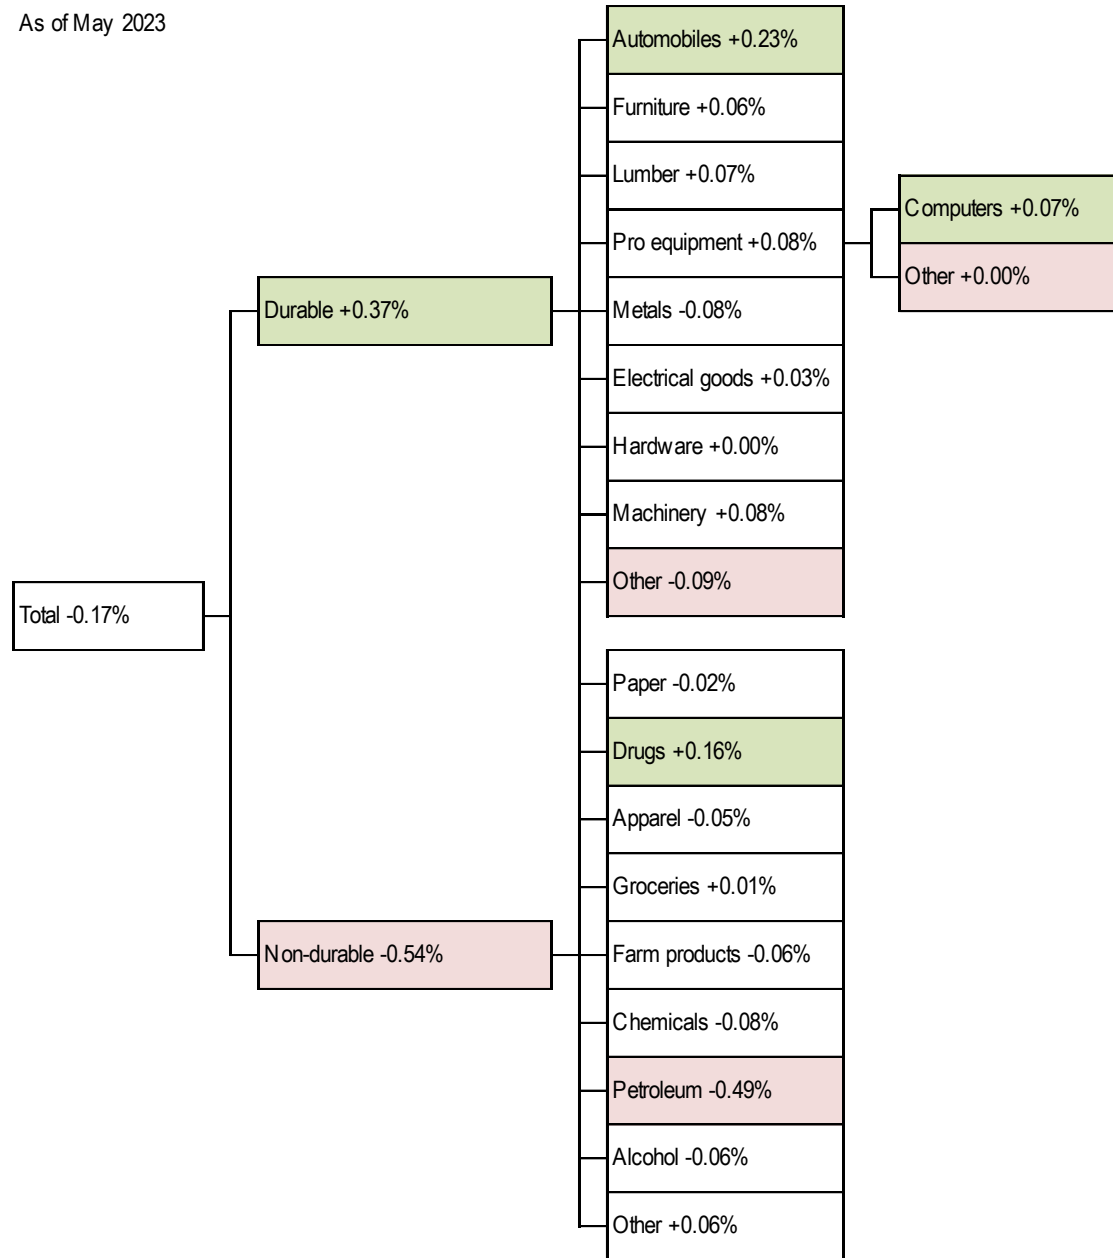 As of May 2023
Automobiles +0.23%
Furniture +0.06%
Lumber +0.07%
Pro equipment +0.08%
Computers +0.07%
Other +0.00%
Durable +0.37%
Metals -0.08%
Electrical goods +0.03%
Hardware +0.00%
Machinery +0.08%
Other -0.09%
Total -0.17%
Paper -0.02%
Drugs +0.16%
Apparel -0.05%
Groceries +0.01%
Non-durable -0.54%
Farm products -0.06%
Chemicals -0.08%
Petroleum -0.49%
Alcohol -0.06%
Other +0.06%